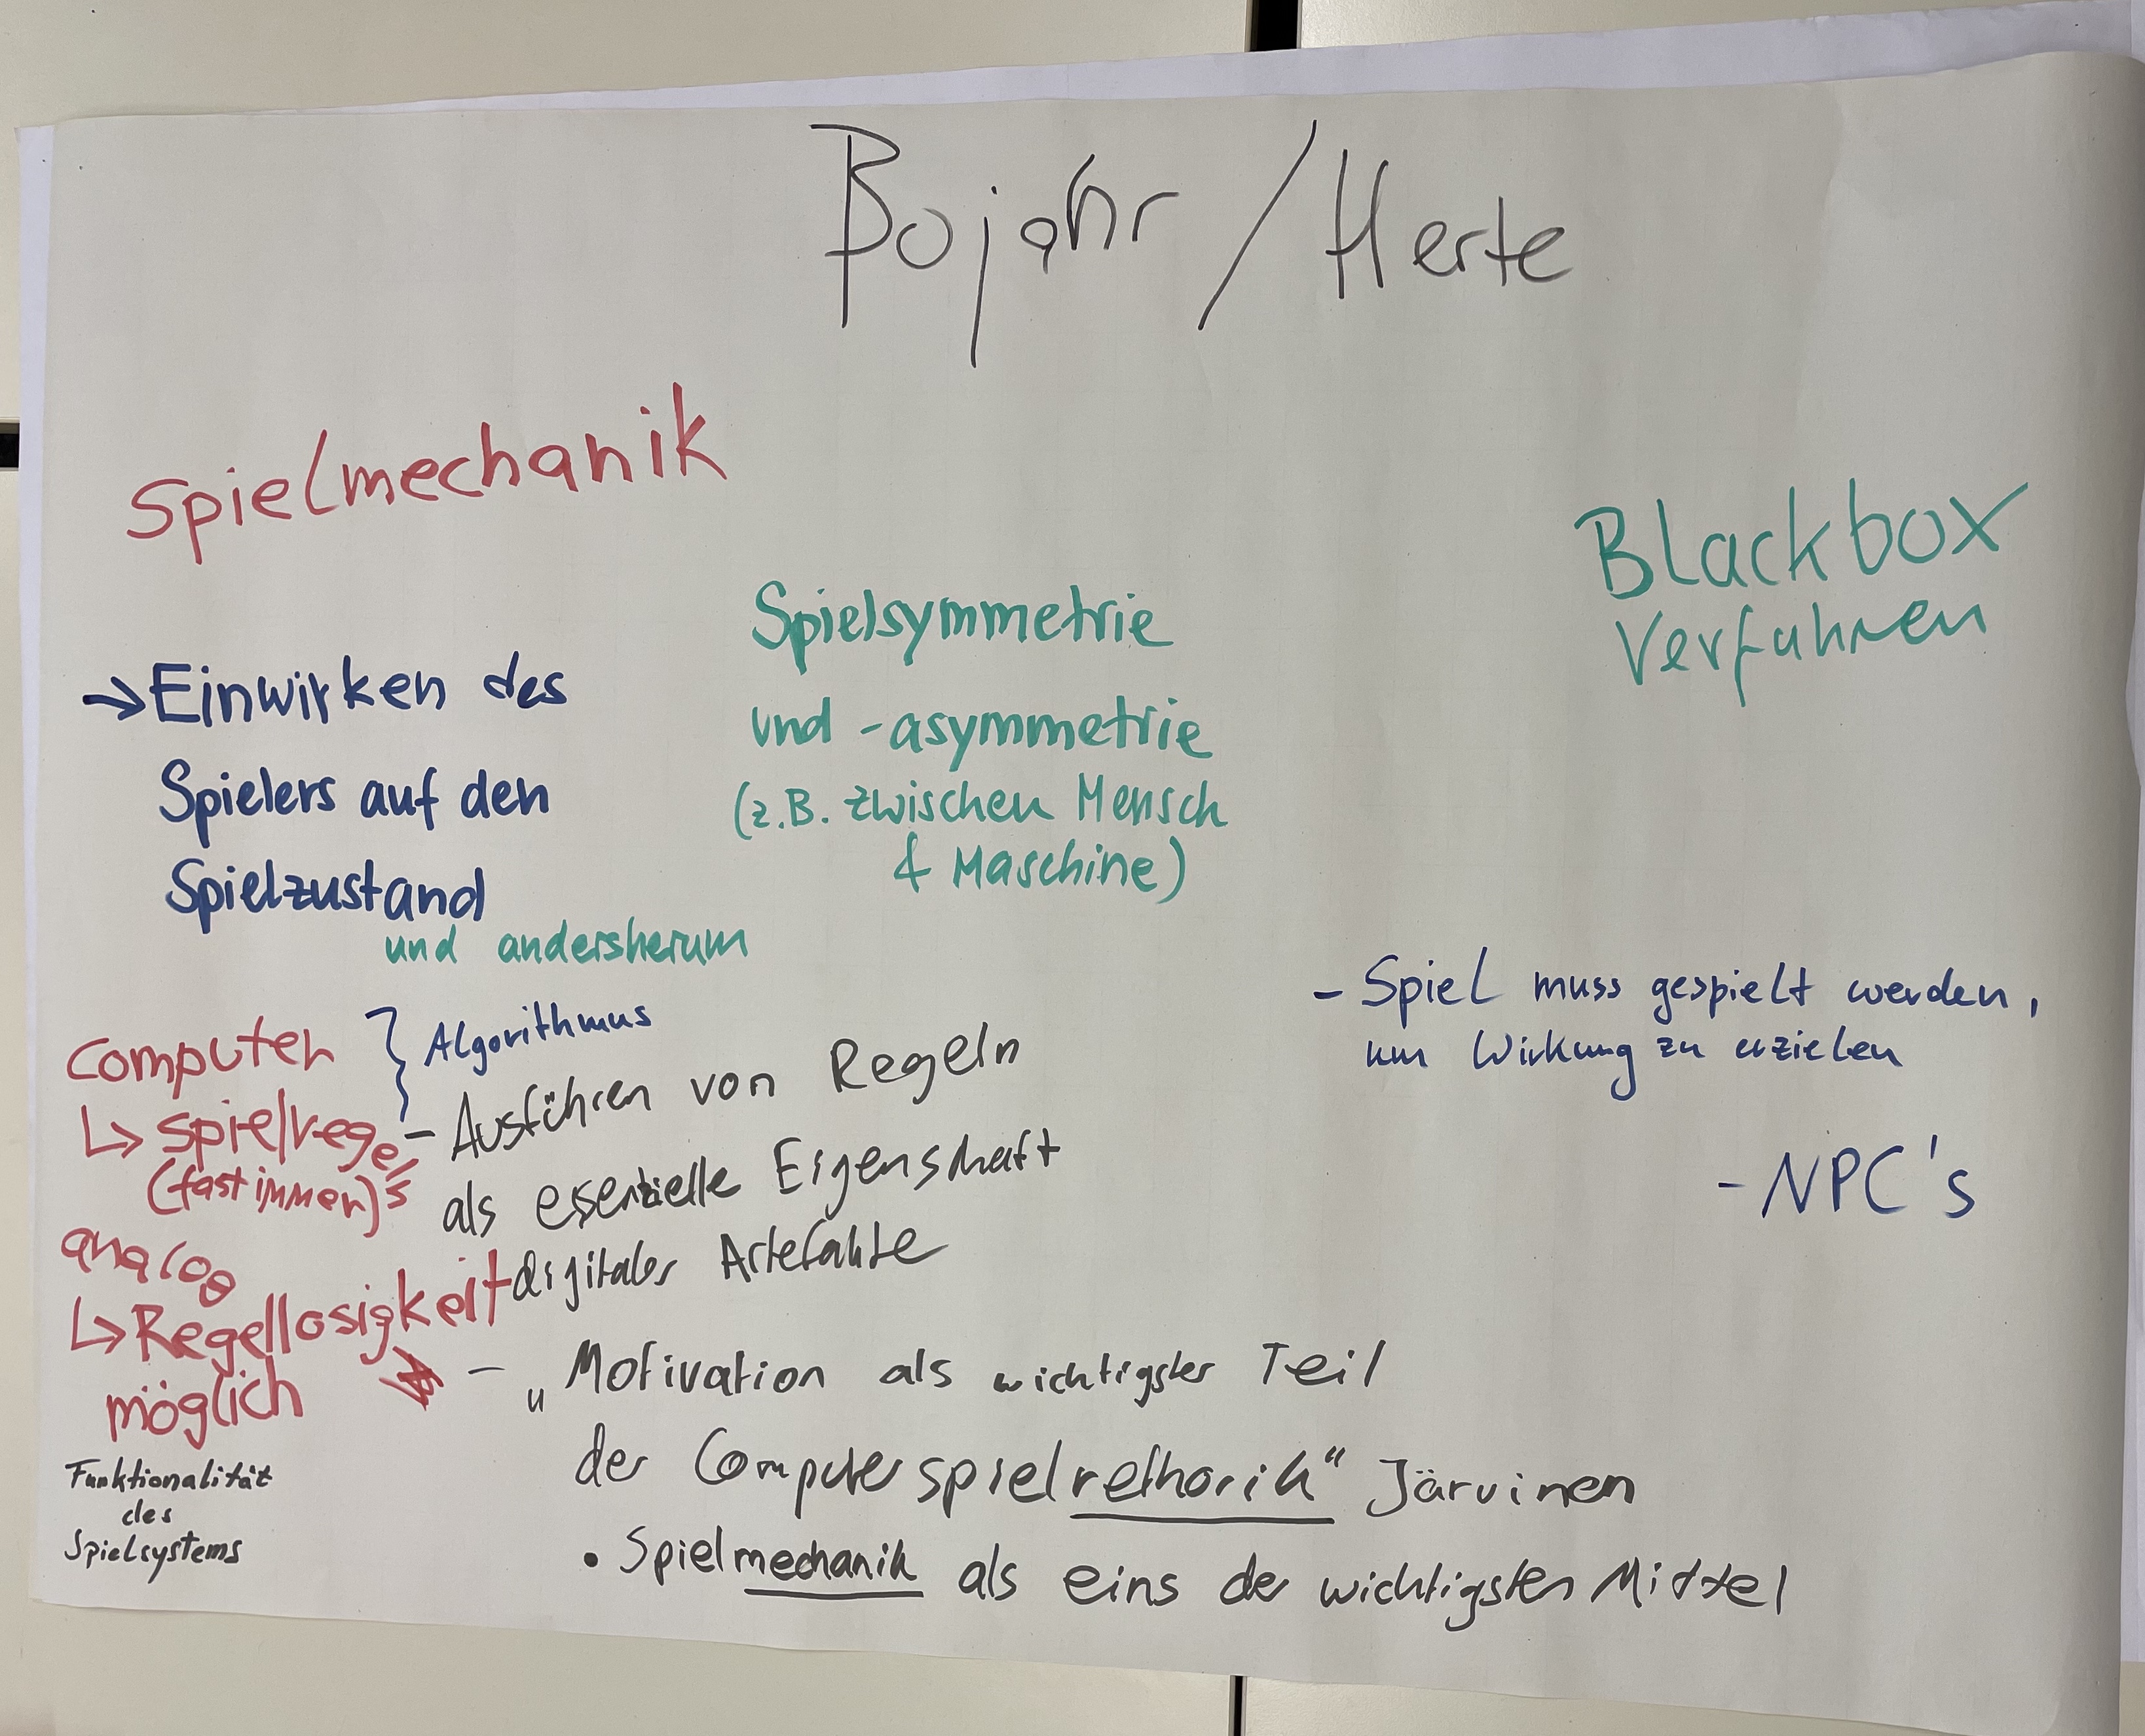 Bojahr / Herte
Spielmechanik
→ Einwirken des
Spielers auf den
Spielzustand
und andersherum
Spielsymmetrie
und -asymmetrie
(z.B. zwischen Mensch
& Maschine)
Blackbox
Verfahren
- Spiel muss gespielt werden,
um Wirkung zu erzielen
- NPC's
Computer } Algorithmus
↳ Spielregels
(fast immer)
- Ausführen von Regeln
als essentielle Eigenschaft
digitaler Artefakte
analog
↳ Regellosigkeit
möglich
- „Motivation als wichtigster Teil
der Computerspielrethorik“ Järvinen
• Spielmechanik als eins der wichtigsten Mittel
Funktionalität
des
Spielsystems